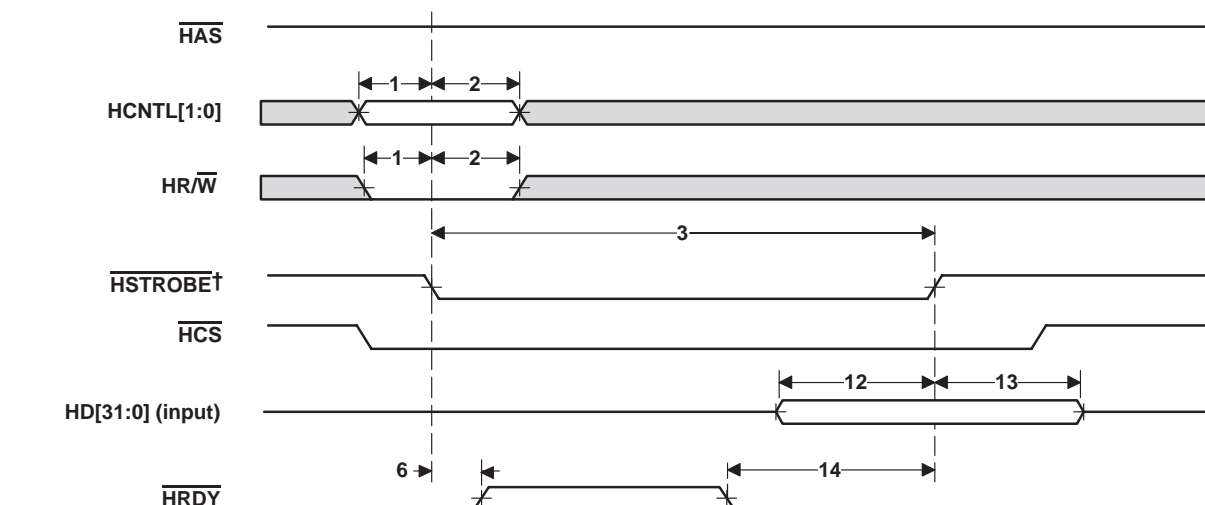 HAS
1 2
HCNTL[1:0]
1 2
HR/W
3
HSTROBE†
HCS
12 13
HD[31:0] (input)
6 14
HRDY